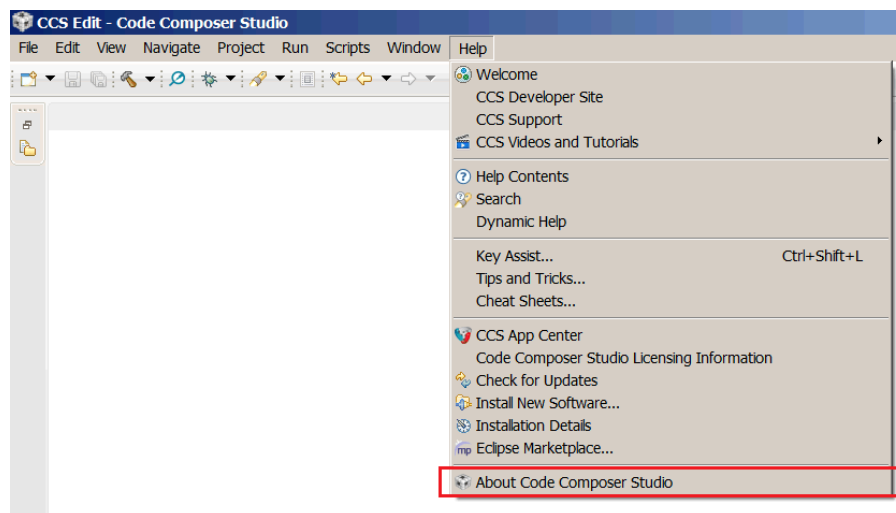 CCS Edit - Code Composer Studio
File Edit View Navigate Project Run Scripts Window Help
Welcome
CCS Developer Site
CCS Support
CCS Videos and Tutorials
Help Contents
Search
Dynamic Help
Key Assist... Ctrl+Shift+L
Tips and Tricks...
Cheat Sheets...
CCS App Center
Code Composer Studio Licensing Information
Check for Updates
Install New Software...
Installation Details
mp Eclipse Marketplace...
About Code Composer Studio